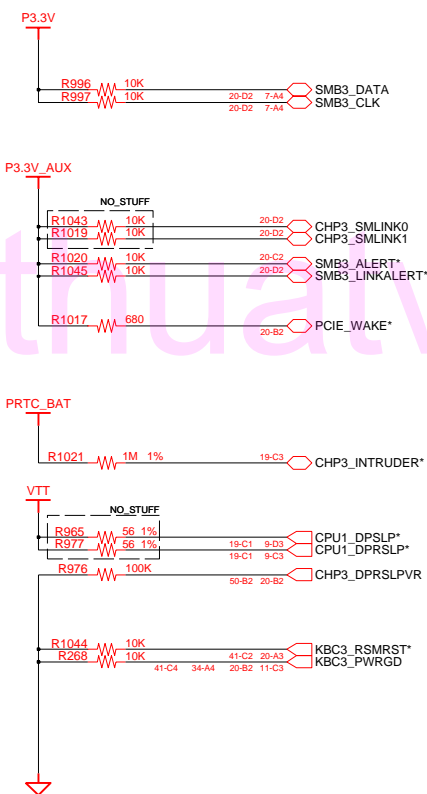 P3.3V
R996 10K 20-D2 7-A4 SMB3_DATA
R997 10K 20-D2 7-A4 SMB3_CLK
P3.3V_AUX
NO_STUFF
R1043 10K 20-D2 CHP3_SMLINK0
R1019 10K 20-D2 CHP3_SMLINK1
R1020 10K 20-C2 SMB3_ALERT*
R1045 10K 20-D2 SMB3_LINKALERT*
R1017 680 20-B2 PCIE_WAKE*
PRTC_BAT
R1021 1M 1% 19-C3 CHP3_INTRUDER*
VTT
NO_STUFF
R965 56 1% 19-C1 9-D3 CPU1_DPSLP*
R977 56 1% 19-C1 9-C3 CPU1_DPRSLP*
R976 100K 50-B2 20-B2 CHP3_DPRSLPVR
R1044 10K 41-C2 20-A3 KBC3_RSMRST*
R268 10K 41-C4 34-A4 20-B2 11-C3 KBC3_PWRGD